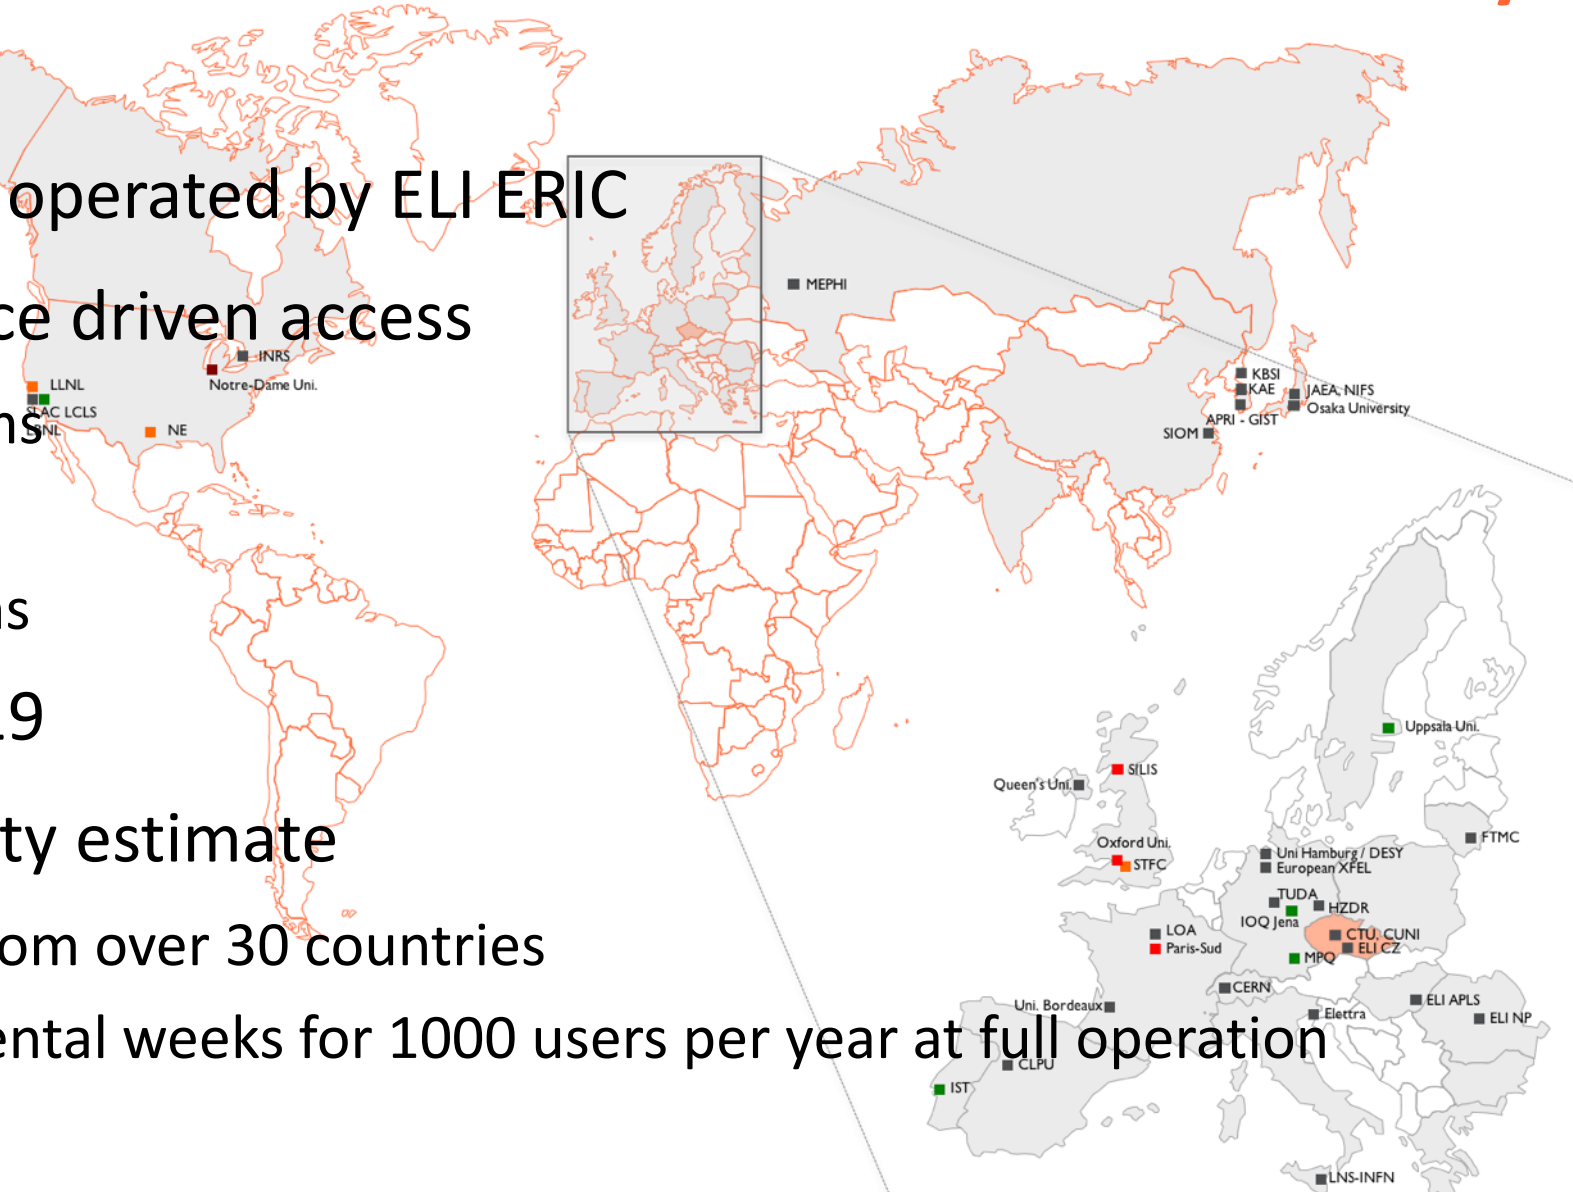 operated by ELI ERIC
ce driven access
ns
ns
19
ty estimate
om over 30 countries
ental weeks for 1000 users per year at full operation
MEPHI
INRS
Notre-Dame Uni.
LLNL
SLAC LCLS
LBNL
NE
KBSI
KAE
JAEA, NIFS
Osaka University
APRI - GIST
SIOM
Uppsala Uni.
SILIS
Queen's Uni.
Oxford Uni.
STFC
FTMC
Uni Hamburg / DESY
European XFEL
TUDA
HZDR
IOQ Jena
LOA
Paris-Sud
CTU, CUNI
ELI CZ
MPQ
CERN
Uni. Bordeaux
ELI APLS
Elettra
ELI NP
CLPU
IST
LNS-INFN